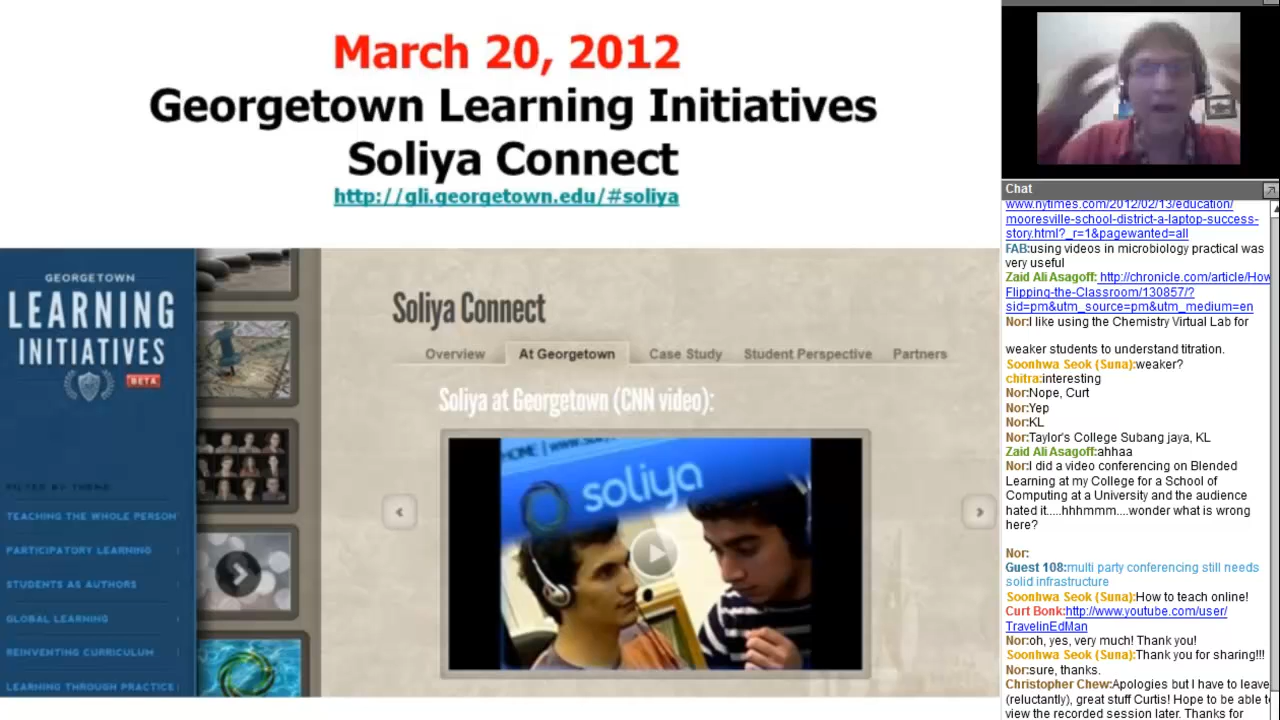 March 20, 2012
Georgetown Learning Initiatives
Soliya Connect
http://gli.georgetown.edu/#soliya
GEORGETOWN
LEARNING
INITIATIVES
BETA
FILTER BY THEME
TEACHING THE WHOLE PERSON
PARTICIPATORY LEARNING
STUDENTS AS AUTHORS
GLOBAL LEARNING
REINVENTING CURRICULUM
LEARNING THROUGH PRACTICE
Soliya Connect
Overview At Georgetown Case Study Student Perspective Partners
Soliya at Georgetown (CNN video):
HOME | www.so
soliya
Chat
www.nytimes.com/2012/02/13/education/
mooresville-school-district-a-laptop-success-
story.html?_r=1&pagewanted=all
FAB:using videos in microbiology practical was
very useful
Zaid Ali Asagoff: http://chronicle.com/article/How
Flipping-the-Classroom/130857/?
sid=pm&utm_source=pm&utm_medium=en
Nor:I like using the Chemistry Virtual Lab for
weaker students to understand titration.
Soonhwa Seok (Suna):weaker?
chitra:interesting
Nor:Nope, Curt
Nor:Yep
Nor:KL
Nor:Taylor's College Subang jaya, KL
Zaid Ali Asagoff:ahhaa
Nor:I did a video conferencing on Blended
Learning at my College for a School of
Computing at a University and the audience
hated it.....hhhmmm....wonder what is wrong
here?
Nor:
Guest 108:multi party conferencing still needs
solid infrastructure
Soonhwa Seok (Suna):How to teach online!
Curt Bonk:http://www.youtube.com/user/
TravelinEdMan
Nor:oh, yes, very much! Thank you!
Soonhwa Seok (Suna):Thank you for sharing!!!
Nor:sure, thanks.
Christopher Chew:Apologies but I have to leave
(reluctantly), great stuff Curtis! Hope to be able t
view the recorded session later. Thanks for